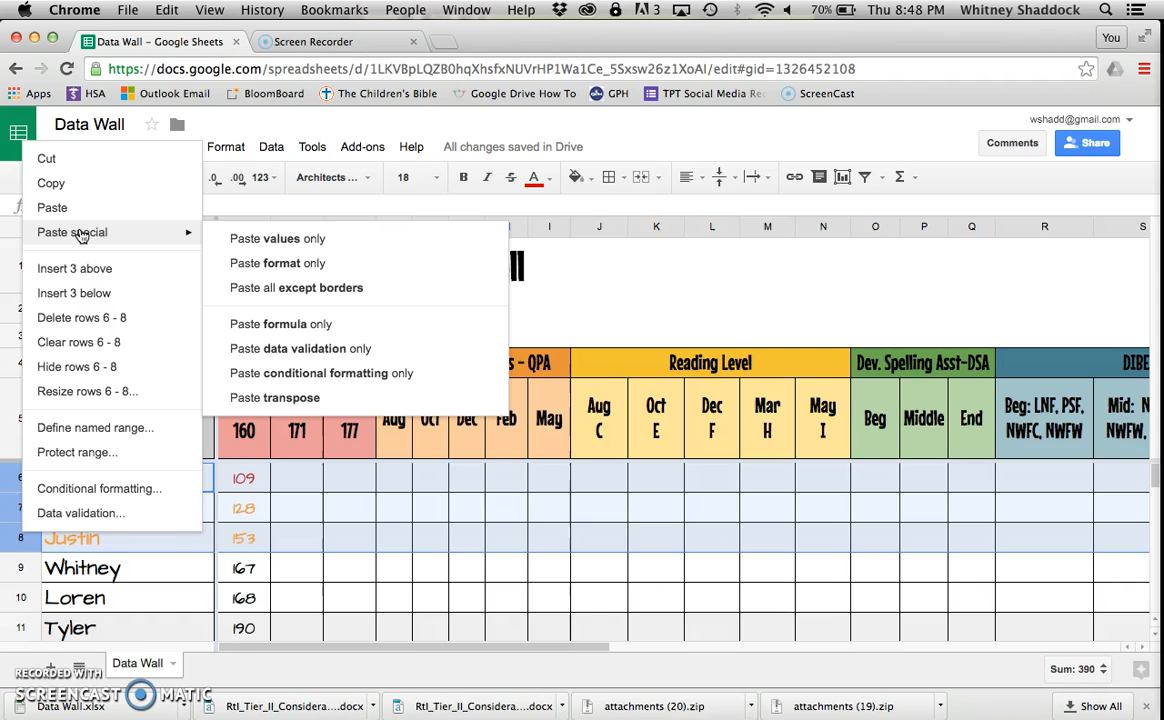 Chrome File Edit View History Bookmarks People Window Help 3 70% Thu 8:48 PM Whitney Shaddock
Data Wall - Google Sheets × Screen Recorder × You
https://docs.google.com/spreadsheets/d/1LKVBpLQZB0hqXhsfxNUVrHP1Wa1Ce_5Sxsw26z1XoAI/edit#gid=1326452108
Apps HSA Outlook Email BloomBoard The Children's Bible Google Drive How To GPH TPT Social Media Re ScreenCast
Data Wall wshadd@gmail.com
Format Data Tools Add-ons Help All changes saved in Drive Comments Share
.0 .00 123 Architects ... 18 B I S A Σ
I J K L M N O P Q R S
Cut
Copy
Paste
Paste special
Insert 3 above
Insert 3 below
Delete rows 6 - 8
Clear rows 6 - 8
Hide rows 6 - 8
Resize rows 6 - 8...
Define named range...
Protect range...
Conditional formatting...
Data validation...
Paste values only
Paste format only
Paste all except borders
Paste formula only
Paste data validation only
Paste conditional formatting only
Paste transpose
1
2
3
4 s - QPA Reading Level Dev. Spelling Asst-DSA DIBE
5 160 171 177 Aug Oct Dec Feb May Aug C Oct E Dec F Mar H May I Beg Middle End Beg: LNF, PSF, NWFC, NWFW Mid: N NWFW,
6 109
7 128
8 Justin 153
9 Whitney 167
10 Loren 168
11 Tyler 190
Data Wall Sum: 390
RECORDED WITH
SCREENCAST MATIC
Data Wall.xlsx RtI_Tier_II_Considera....docx RtI_Tier_II_Considera....docx attachments (20).zip attachments (19).zip Show All